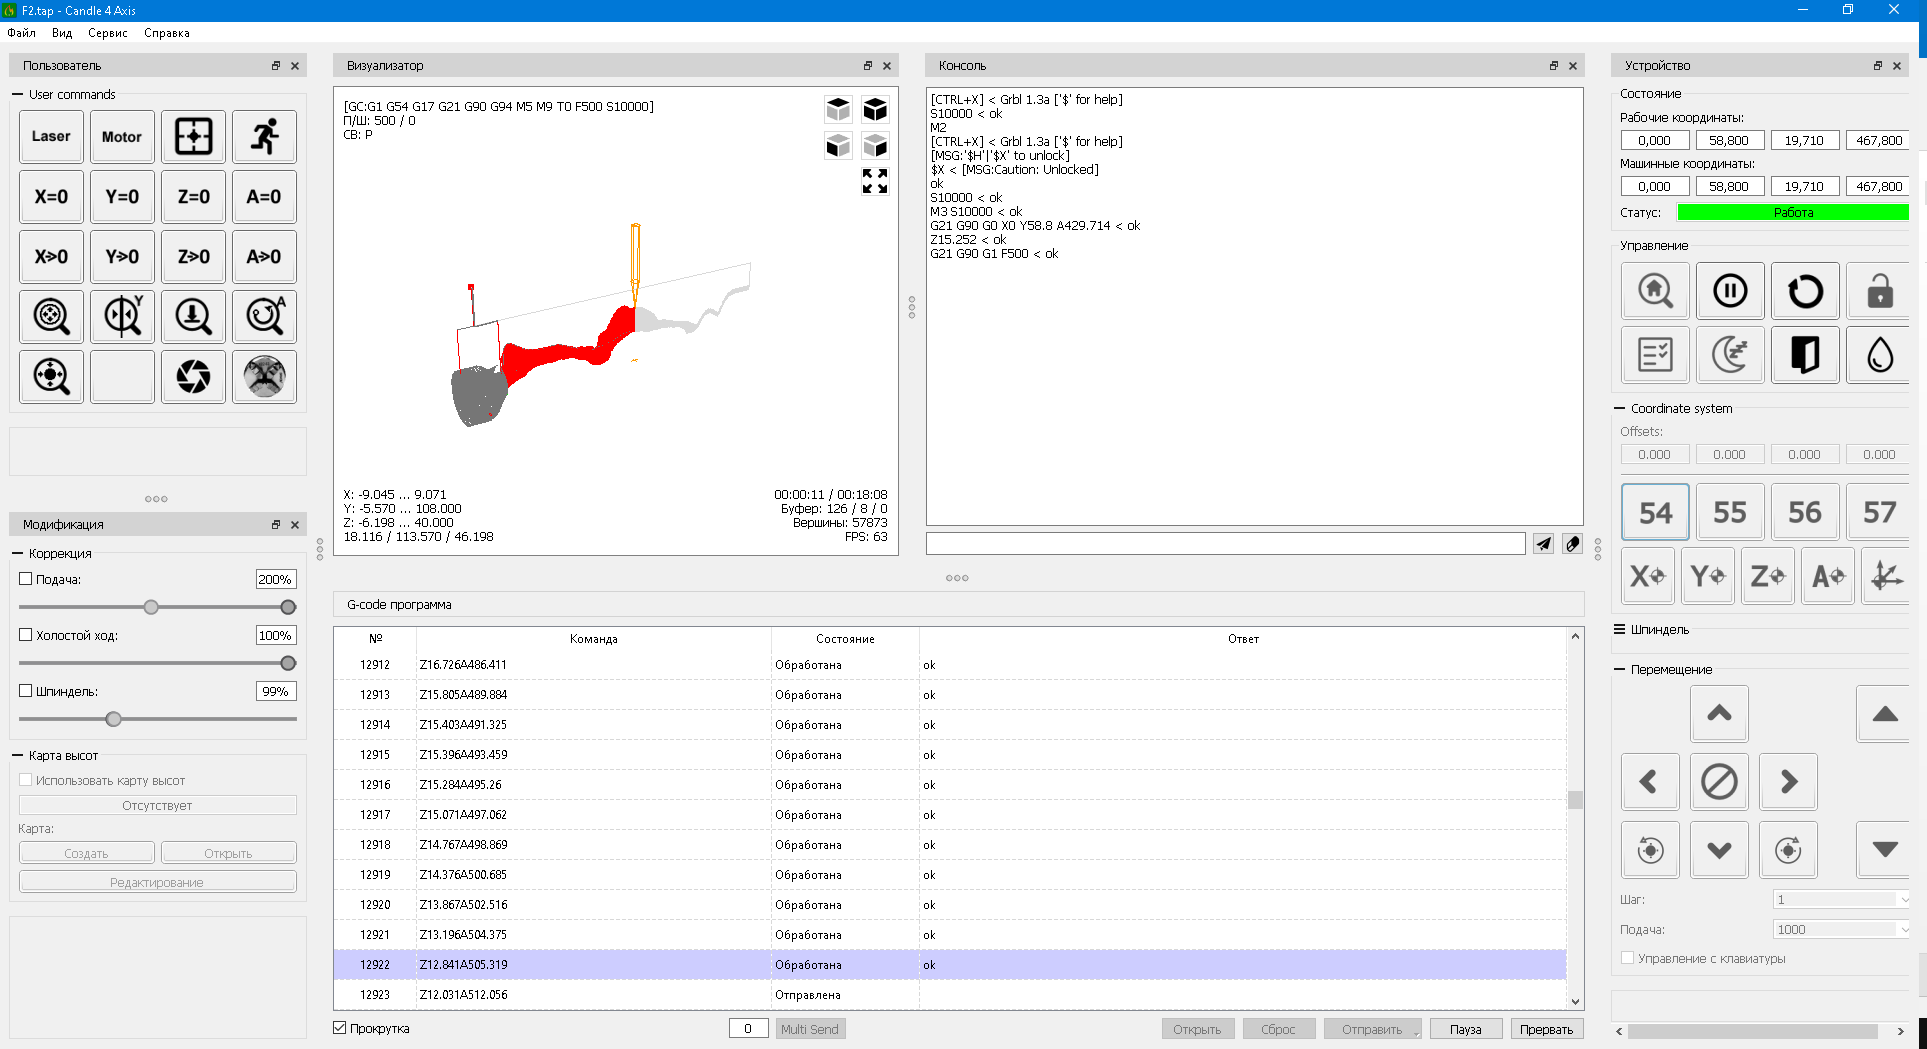 F2.tap - Candle 4 Axis
Файл Вид Сервис Справка
Пользователь
User commands
Laser Motor
X=0 Y=0 Z=0 A=0
X>0 Y>0 Z>0 A>0
Y A
Модификация
Коррекция
Подача: 200%
Холостой ход: 100%
Шпиндель: 99%
Карта высот
Использовать карту высот
Отсутствует
Карта:
Создать Открыть
Редактирование
Визуализатор
[GC:G1 G54 G17 G21 G90 G94 M5 M9 T0 F500 S10000]
П/Ш: 500 / 0
СВ: P
X: -9.045 ... 9.071
Y: -5.570 ... 108.000
Z: -6.198 ... 40.000
18.116 / 113.570 / 46.198
00:00:11 / 00:18:08
Буфер: 126 / 8 / 0
Вершины: 57873
FPS: 63
Консоль
[CTRL+X] < Grbl 1.3a ['$' for help]
S10000 < ok
M2
[CTRL+X] < Grbl 1.3a ['$' for help]
[MSG:'$H'|'$X' to unlock]
$X < [MSG:Caution: Unlocked]
ok
S10000 < ok
M3 S10000 < ok
G21 G90 G0 X0 Y58.8 A429.714 < ok
Z15.252 < ok
G21 G90 G1 F500 < ok
G-code программа
№ Команда Состояние Ответ
12912 Z16.726A486.411 Обработана ok
12913 Z15.805A489.884 Обработана ok
12914 Z15.403A491.325 Обработана ok
12915 Z15.396A493.459 Обработана ok
12916 Z15.284A495.26 Обработана ok
12917 Z15.071A497.062 Обработана ok
12918 Z14.767A498.869 Обработана ok
12919 Z14.376A500.685 Обработана ok
12920 Z13.867A502.516 Обработана ok
12921 Z13.196A504.375 Обработана ok
12922 Z12.841A505.319 Обработана ok
12923 Z12.031A512.056 Отправлена
Прокрутка 0 Multi Send Открыть Сброс Отправить Пауза Прервать
Устройство
Состояние
Рабочие координаты:
0,000 58,800 19,710 467,800
Машинные координаты:
0,000 58,800 19,710 467,800
Статус: Работа
Управление
Coordinate system
Offsets:
0.000 0.000 0.000 0.000
54 55 56 57
X Y Z A
Шпиндель
Перемещение
Шаг: 1
Подача: 1000
Управление с клавиатуры